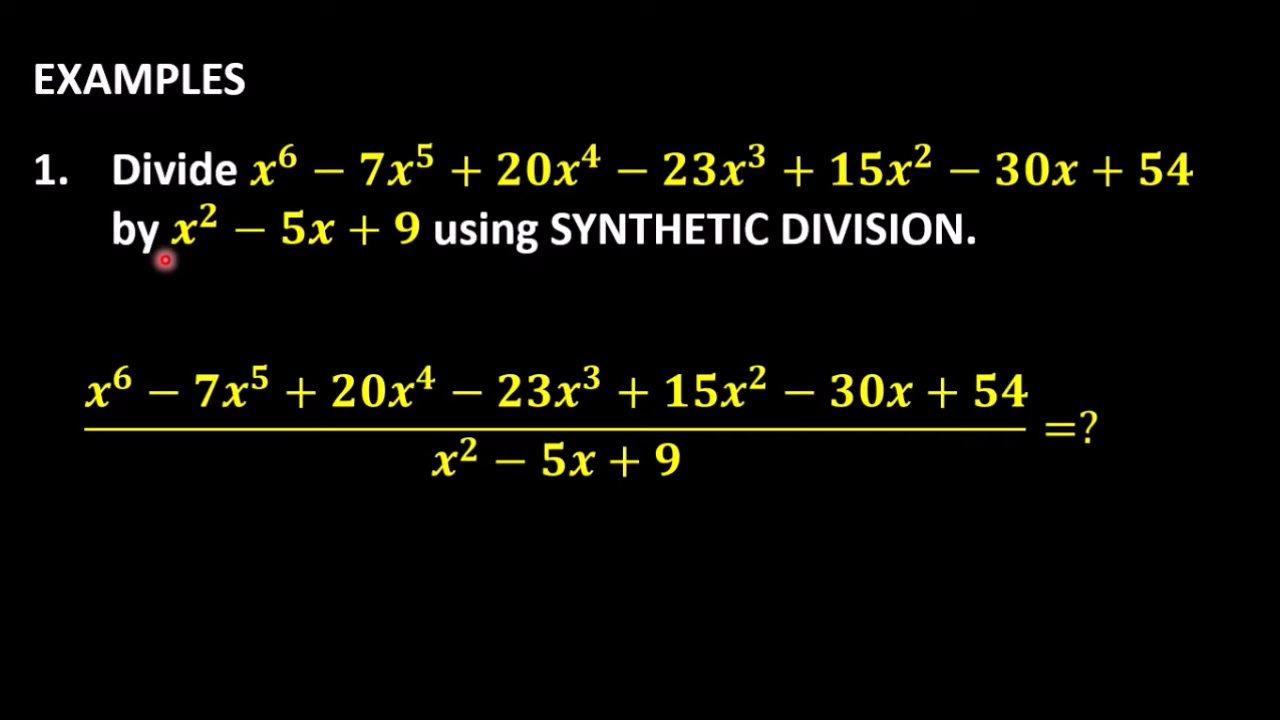 EXAMPLES
1. Divide x⁶ − 7x⁵ + 20x⁴ − 23x³ + 15x² − 30x + 54
by x² − 5x + 9 using SYNTHETIC DIVISION.
x⁶ − 7x⁵ + 20x⁴ − 23x³ + 15x² − 30x + 54
=?
x² − 5x + 9